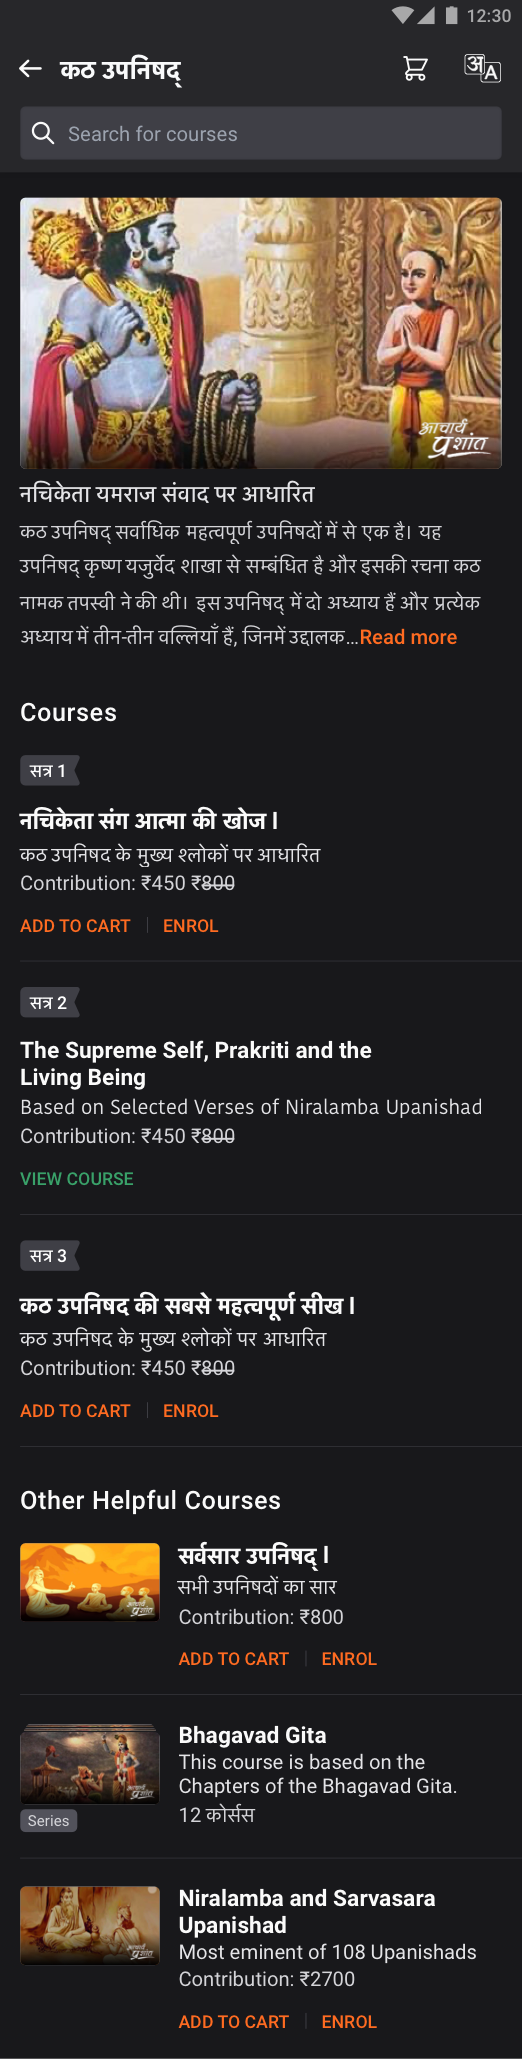 12:30
कठ उपनिषद्
अ A
Search for courses
आचार्य
प्रशांत
नचिकेता यमराज संवाद पर आधारित
कठ उपनिषद् सर्वाधिक महत्वपूर्ण उपनिषदों में से एक है। यह
उपनिषद् कृष्ण यजुर्वेद शाखा से सम्बंधित है और इसकी रचना कठ
नामक तपस्वी ने की थी। इस उपनिषद् में दो अध्याय हैं और प्रत्येक
अध्याय में तीन-तीन वल्लियाँ हैं, जिनमें उद्दालक...Read more
Courses
सत्र 1
नचिकेता संग आत्मा की खोज I
कठ उपनिषद के मुख्य श्लोकों पर आधारित
Contribution: ₹450 ₹800
ADD TO CART | ENROL
सत्र 2
The Supreme Self, Prakriti and the
Living Being
Based on Selected Verses of Niralamba Upanishad
Contribution: ₹450 ₹800
VIEW COURSE
सत्र 3
कठ उपनिषद की सबसे महत्वपूर्ण सीख I
कठ उपनिषद के मुख्य श्लोकों पर आधारित
Contribution: ₹450 ₹800
ADD TO CART | ENROL
Other Helpful Courses
आचार्य
प्रशांत
सर्वसार उपनिषद् I
सभी उपनिषदों का सार
Contribution: ₹800
ADD TO CART | ENROL
आचार्य
प्रशांत
Series
Bhagavad Gita
This course is based on the
Chapters of the Bhagavad Gita.
12 कोर्सस
आचार्य
प्रशांत
Niralamba and Sarvasara
Upanishad
Most eminent of 108 Upanishads
Contribution: ₹2700
ADD TO CART | ENROL